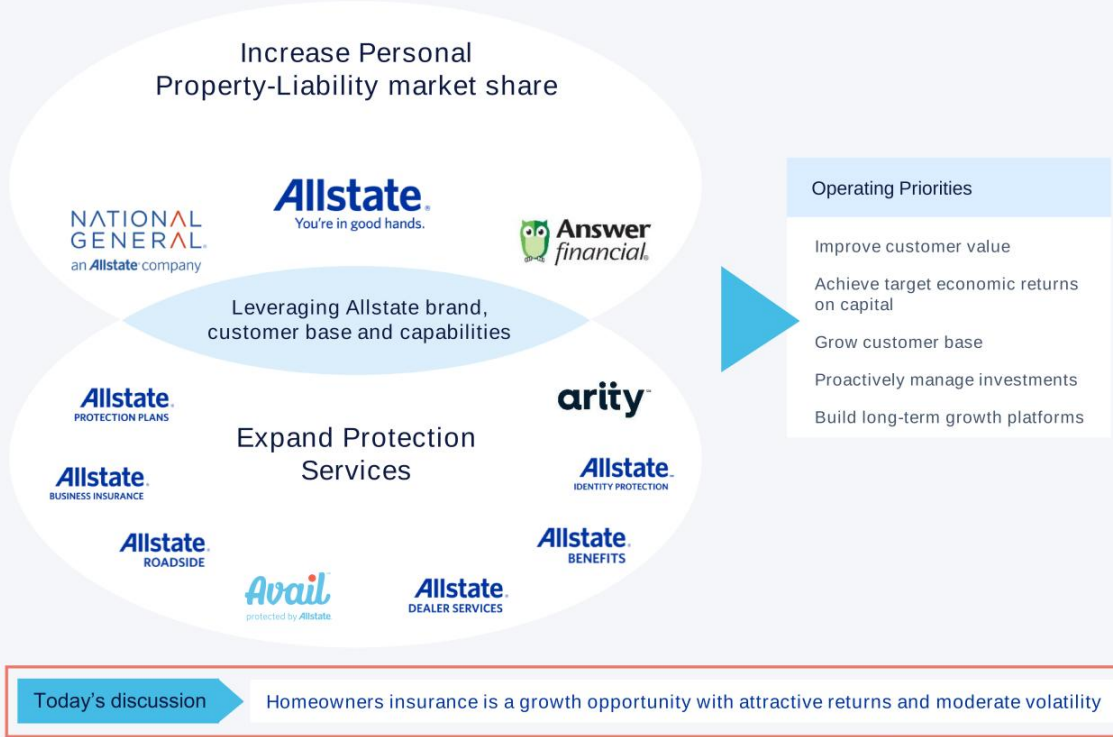 Increase Personal
Property-Liability market share
NATIONAL
GENERAL®
an Allstate company
Allstate®
You're in good hands.
Answer
financial®
Leveraging Allstate brand,
customer base and capabilities
Allstate®
PROTECTION PLANS
arity™
Expand Protection
Services
Allstate®
BUSINESS INSURANCE
Allstate™
IDENTITY PROTECTION
Allstate®
ROADSIDE
Allstate®
BENEFITS
Avail™
protected by Allstate
Allstate®
DEALER SERVICES
Operating Priorities
Improve customer value
Achieve target economic returns
on capital
Grow customer base
Proactively manage investments
Build long-term growth platforms
Today's discussion
Homeowners insurance is a growth opportunity with attractive returns and moderate volatility